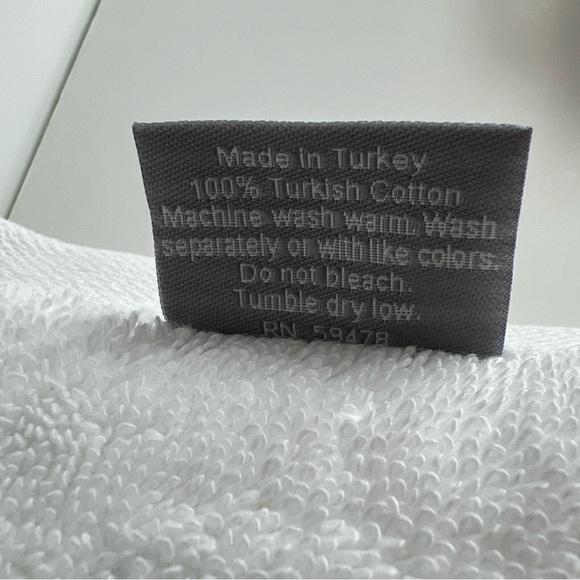 Made in Turkey
100% Turkish Cotton
Machine wash warm. Wash
separately or with like colors.
Do not bleach.
Tumble dry low.
RN 59478